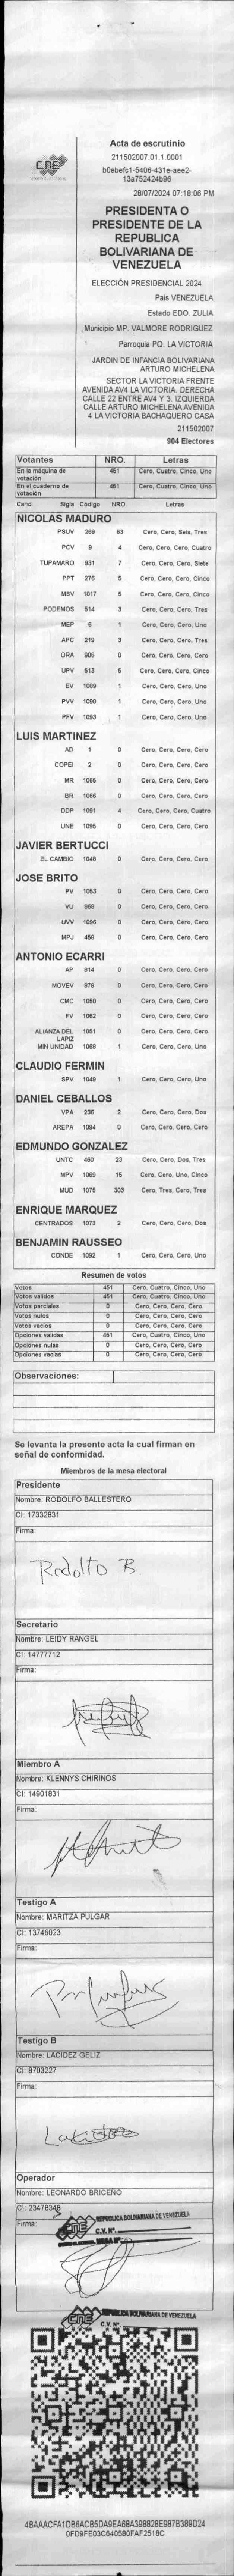 CNE
Acta de escrutinio
211502007.01.1.0001
b0ebefc1-5406-431e-aee2-
13a752424b96
28/07/2024 07:18:06 PM
PRESIDENTA O
PRESIDENTE DE LA
REPUBLICA
BOLIVARIANA DE
VENEZUELA
ELECCIÓN PRESIDENCIAL 2024
Pais VENEZUELA
Estado EDO. ZULIA
Municipio MP. VALMORE RODRIGUEZ
Parroquia PQ. LA VICTORIA
JARDIN DE INFANCIA BOLIVARIANA
ARTURO MICHELENA
SECTOR LA VICTORIA FRENTE
AVENIDA AV4 LA VICTORIA. DERECHA
CALLE 22 ENTRE AV4 Y 3. IZQUIERDA
CALLE ARTURO MICHELENA AVENIDA
4 LA VICTORIA BACHAQUERO CASA
211502007
904 Electores
Votantes NRO. Letras
En la máquina de votación 451 Cero, Cuatro, Cinco, Uno
En el cuaderno de votación 451 Cero, Cuatro, Cinco, Uno
Cand. Sigla Código NRO. Letras
NICOLAS MADURO
PSUV 269 63 Cero, Cero, Seis, Tres
PCV 9 4 Cero, Cero, Cero, Cuatro
TUPAMARO 931 7 Cero, Cero, Cero, Siete
PPT 276 5 Cero, Cero, Cero, Cinco
MSV 1017 5 Cero, Cero, Cero, Cinco
PODEMOS 514 3 Cero, Cero, Cero, Tres
MEP 6 1 Cero, Cero, Cero, Uno
APC 219 3 Cero, Cero, Cero, Tres
ORA 906 0 Cero, Cero, Cero, Cero
UPV 513 5 Cero, Cero, Cero, Cinco
EV 1089 1 Cero, Cero, Cero, Uno
PVV 1090 1 Cero, Cero, Cero, Uno
PFV 1093 1 Cero, Cero, Cero, Uno
LUIS MARTINEZ
AD 1 0 Cero, Cero, Cero, Cero
COPEI 2 0 Cero, Cero, Cero, Cero
MR 1065 0 Cero, Cero, Cero, Cero
BR 1066 0 Cero, Cero, Cero, Cero
DDP 1091 4 Cero, Cero, Cero, Cuatro
UNE 1095 0 Cero, Cero, Cero, Cero
JAVIER BERTUCCI
EL CAMBIO 1048 0 Cero, Cero, Cero, Cero
JOSE BRITO
PV 1053 0 Cero, Cero, Cero, Cero
VU 968 0 Cero, Cero, Cero, Cero
UVV 1096 0 Cero, Cero, Cero, Cero
MPJ 450 0 Cero, Cero, Cero, Cero
ANTONIO ECARRI
AP 914 0 Cero, Cero, Cero, Cero
MOVEV 979 0 Cero, Cero, Cero, Cero
CMC 1050 0 Cero, Cero, Cero, Cero
FV 1062 0 Cero, Cero, Cero, Cero
ALIANZA DEL LAPIZ 1051 0 Cero, Cero, Cero, Cero
MIN UNIDAD 1069 1 Cero, Cero, Cero, Uno
CLAUDIO FERMIN
SPV 1049 1 Cero, Cero, Cero, Uno
DANIEL CEBALLOS
VPA 236 2 Cero, Cero, Cero, Dos
AREPA 1094 0 Cero, Cero, Cero, Cero
EDMUNDO GONZALEZ
UNTC 460 23 Cero, Cero, Dos, Tres
MPV 1069 15 Cero, Cero, Uno, Cinco
MUD 1075 303 Cero, Tres, Cero, Tres
ENRIQUE MARQUEZ
CENTRADOS 1073 2 Cero, Cero, Cero, Dos
BENJAMIN RAUSSEO
CONDE 1092 1 Cero, Cero, Cero, Uno
Resumen de votos
Votos 451 Cero, Cuatro, Cinco, Uno
Votos validos 451 Cero, Cuatro, Cinco, Uno
Votos parciales 0 Cero, Cero, Cero, Cero
Votos nulos 0 Cero, Cero, Cero, Cero
Votos vacios 0 Cero, Cero, Cero, Cero
Opciones validas 451 Cero, Cuatro, Cinco, Uno
Opciones nulas 0 Cero, Cero, Cero, Cero
Opciones vacias 0 Cero, Cero, Cero, Cero
Observaciones:
Se levanta la presente acta la cual firman en
señal de conformidad.
Miembros de la mesa electoral
Presidente
Nombre: RODOLFO BALLESTERO
CI: 17332831
Firma:
Rodolfo B.
Secretario
Nombre: LEIDY RANGEL
CI: 14777712
Firma:
Miembro A
Nombre: KLENNYS CHIRINOS
CI: 14901831
Firma:
Testigo A
Nombre: MARITZA PULGAR
CI: 13746023
Firma:
Testigo B
Nombre: LACIDEZ GELIZ
CI: 8703227
Firma:
Operador
Nombre: LEONARDO BRICEÑO
CI: 23478348
Firma:
CNE REPUBLICA BOLIVARIANA DE VENEZUELA
C.V. Nº.
MESA Nº
CNE REPUBLICA BOLIVARIANA DE VENEZUELA
C.V. Nº
4BAAACFA1DB6ACB5DA9EA68A398828E987B389D24
0FD9FE03C640580FAF2518C